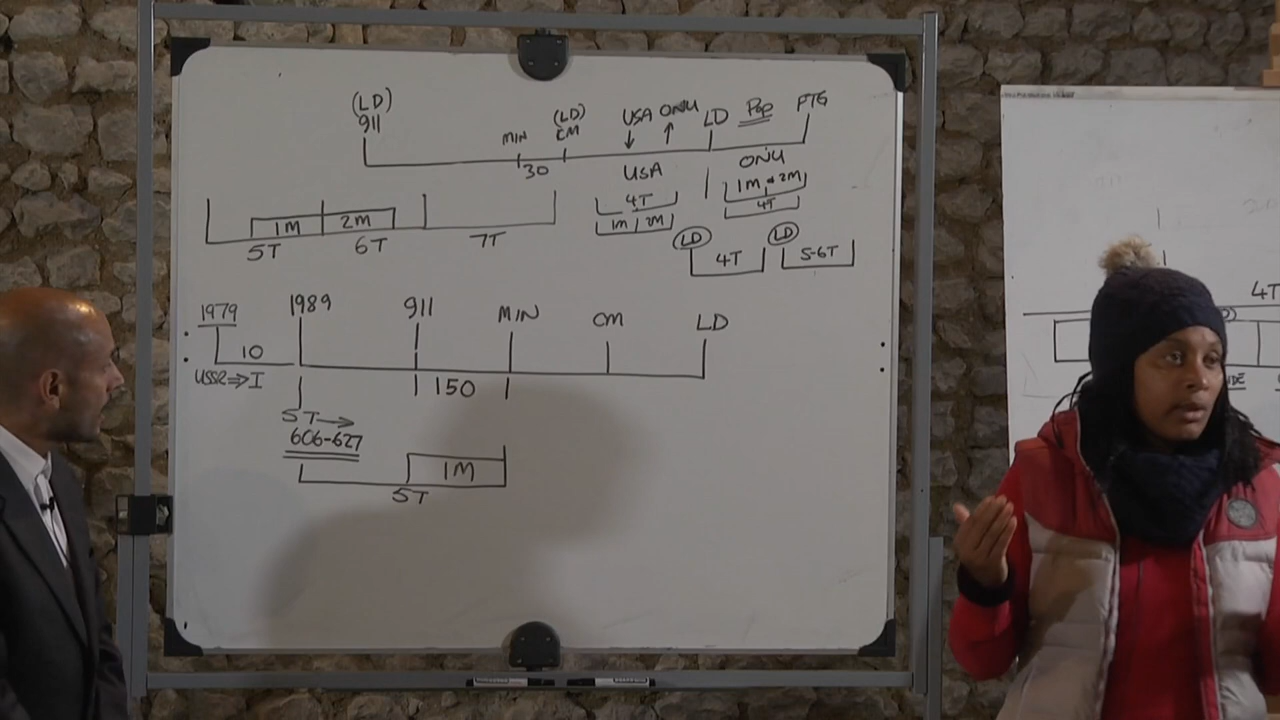 (LD)
911
MIN
(LD)
CM
USA
ONU
LD
Pop
FTG
30
USA
ONU
4T
1M 2M
1M 2M
4T
1M
2M
5T
6T
7T
LD
4T
LD
5-6T
1979
1989
911
MIN
CM
LD
10
USSR⇒I
150
5T→
606-627
1M
5T
4T